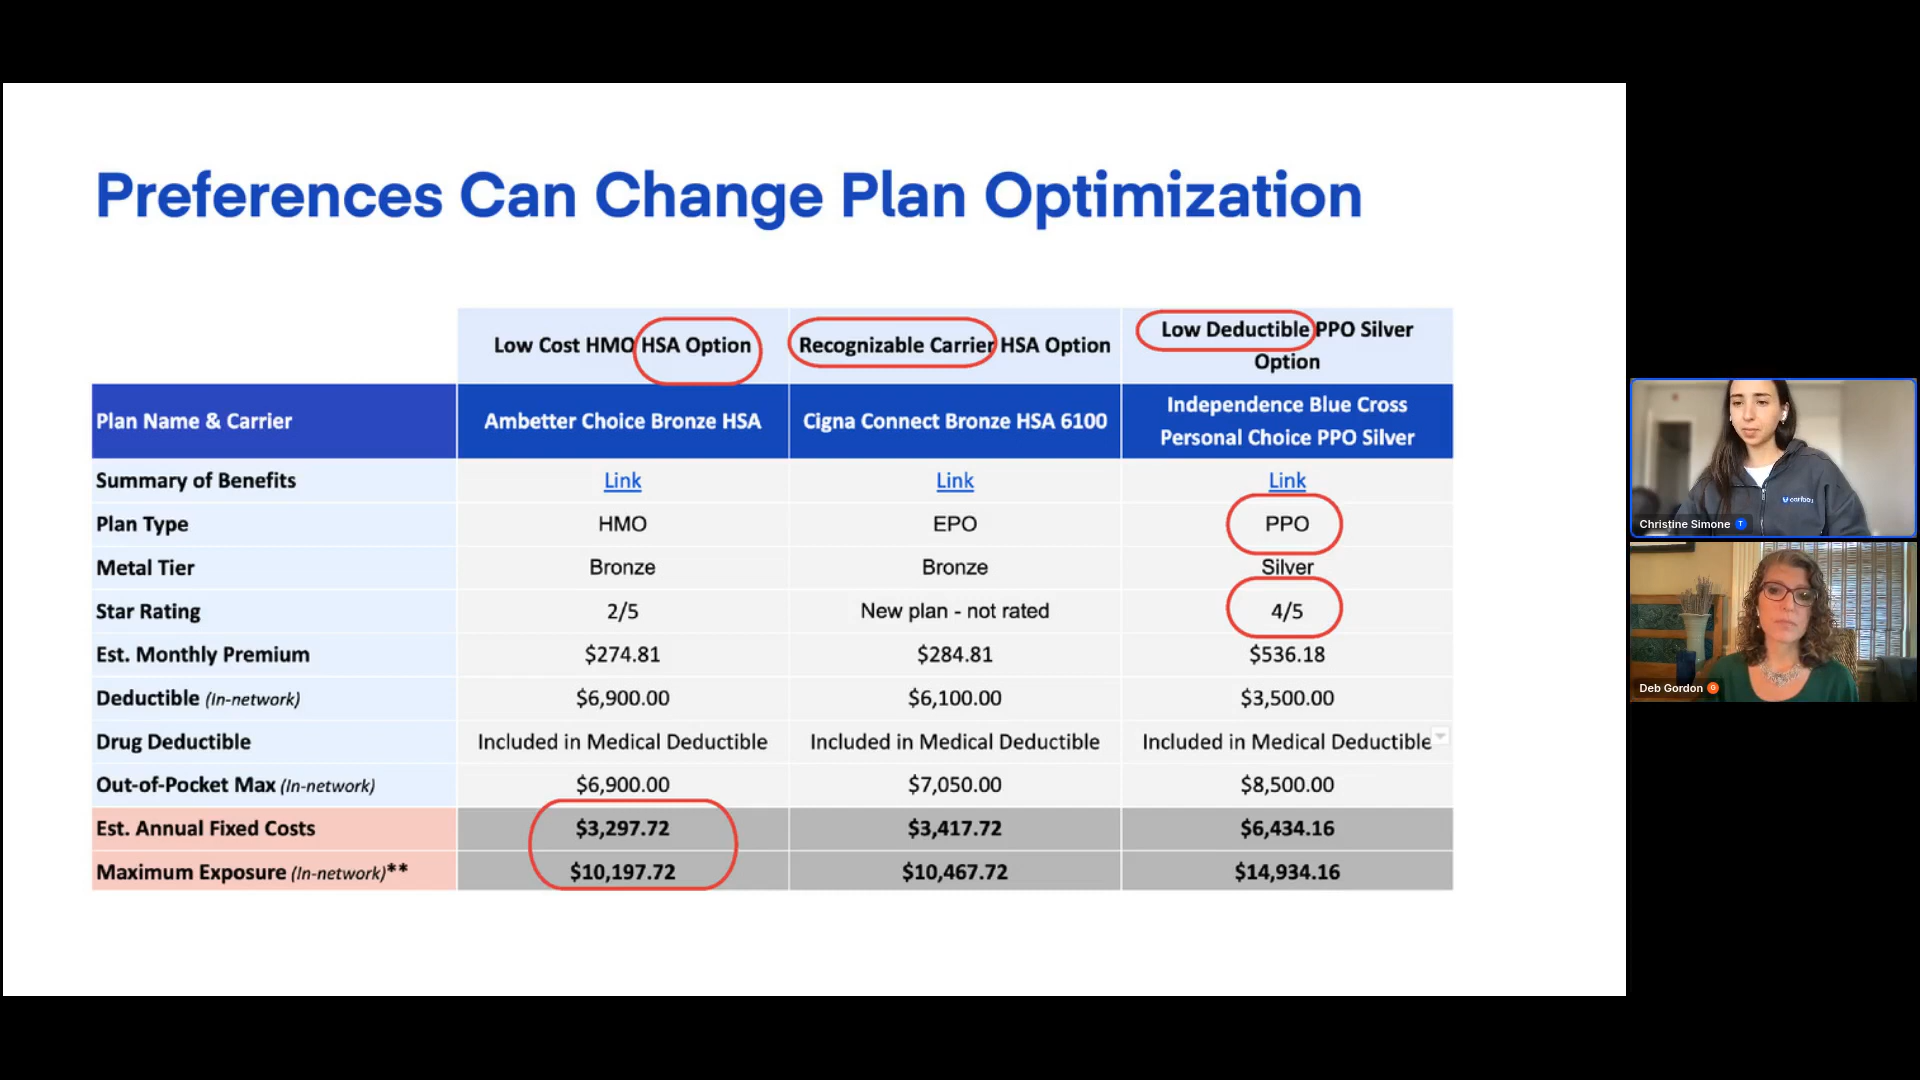 Preferences Can Change Plan Optimization
Low Cost HMO HSA Option
Recognizable Carrier HSA Option
Low Deductible PPO Silver
Option
Plan Name & Carrier
Ambetter Choice Bronze HSA
Cigna Connect Bronze HSA 6100
Independence Blue Cross
Personal Choice PPO Silver
Summary of Benefits
Link
Link
Link
Plan Type
HMO
EPO
PPO
Metal Tier
Bronze
Bronze
Silver
Star Rating
2/5
New plan - not rated
4/5
Est. Monthly Premium
$274.81
$284.81
$536.18
Deductible (In-network)
$6,900.00
$6,100.00
$3,500.00
Drug Deductible
Included in Medical Deductible
Included in Medical Deductible
Included in Medical Deductible
Out-of-Pocket Max (In-network)
$6,900.00
$7,050.00
$8,500.00
Est. Annual Fixed Costs
$3,297.72
$3,417.72
$6,434.16
Maximum Exposure (In-network)**
$10,197.72
$10,467.72
$14,934.16
Christine Simone T
Deb Gordon G